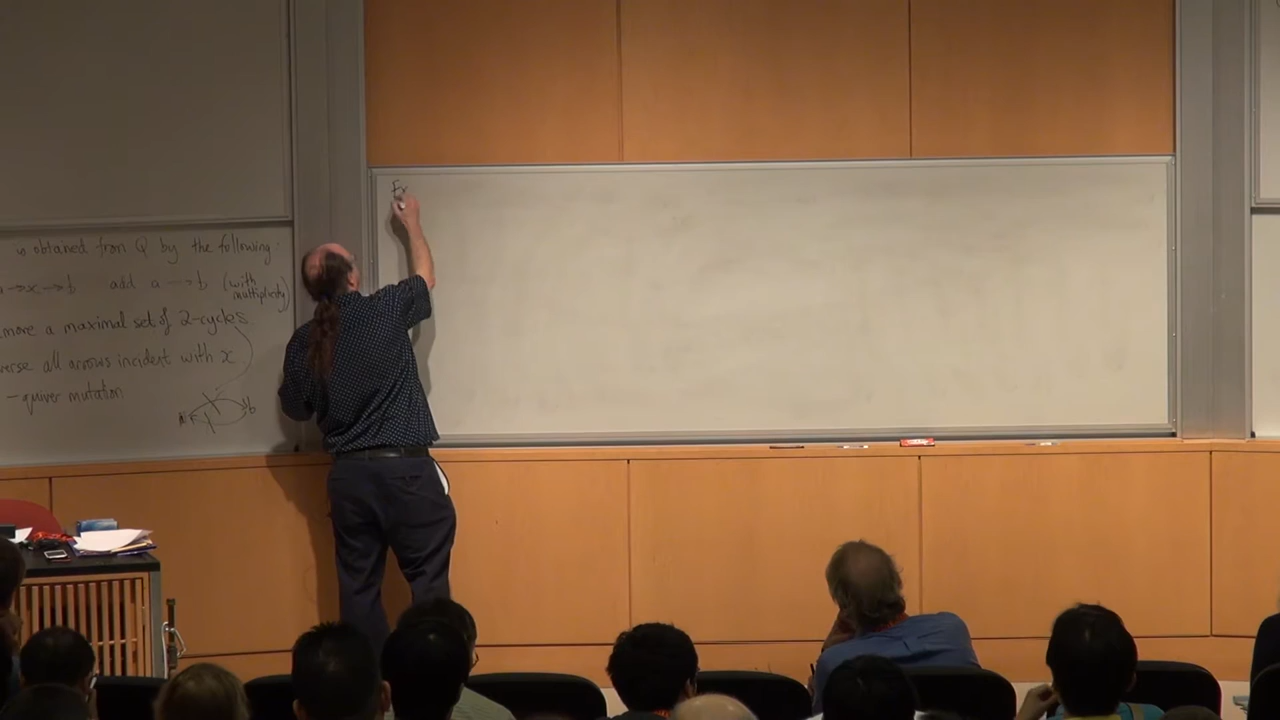 is obtained from Q by the following:
→x→b add a→b (with multiplicity)
move a maximal set of 2-cycles
verse all arrows incident with x
– quiver mutation
a b
Ex